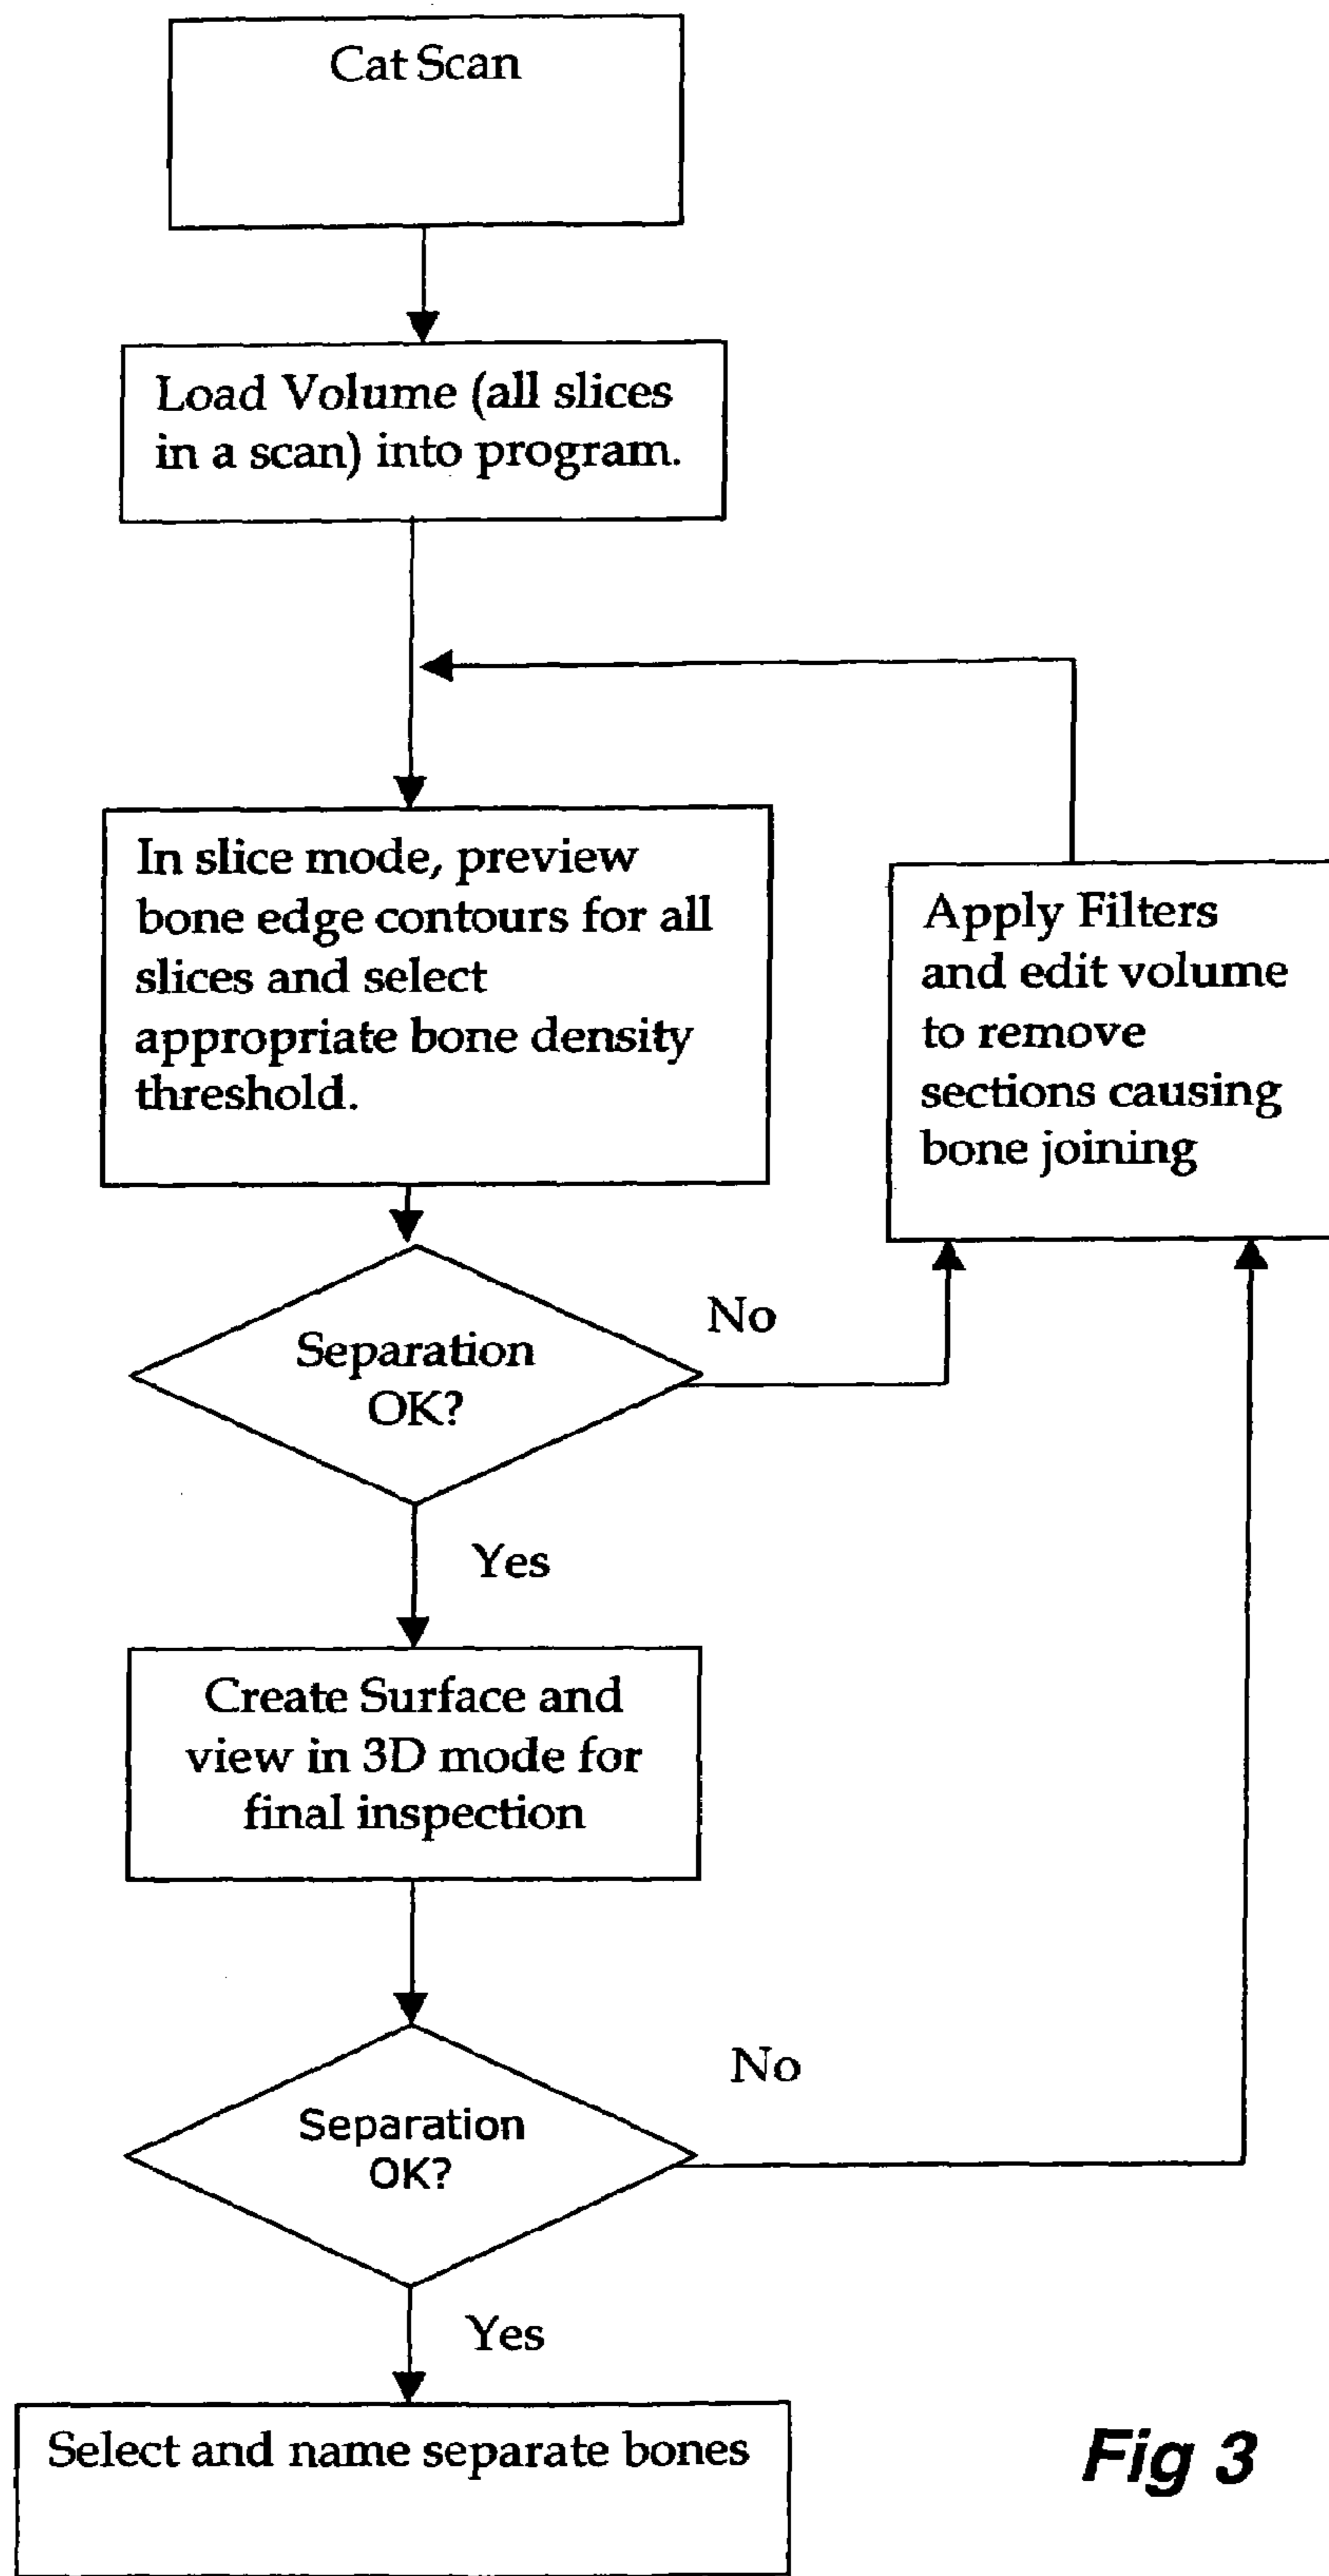 Cat Scan
Load Volume (all slices
in a scan) into program.
In slice mode, preview
bone edge contours for all
slices and select
appropriate bone density
threshold.
Apply Filters
and edit volume
to remove
sections causing
bone joining
Separation
OK?
No
Yes
Create Surface and
view in 3D mode for
final inspection
Separation
OK?
No
Yes
Select and name separate bones
Fig 3